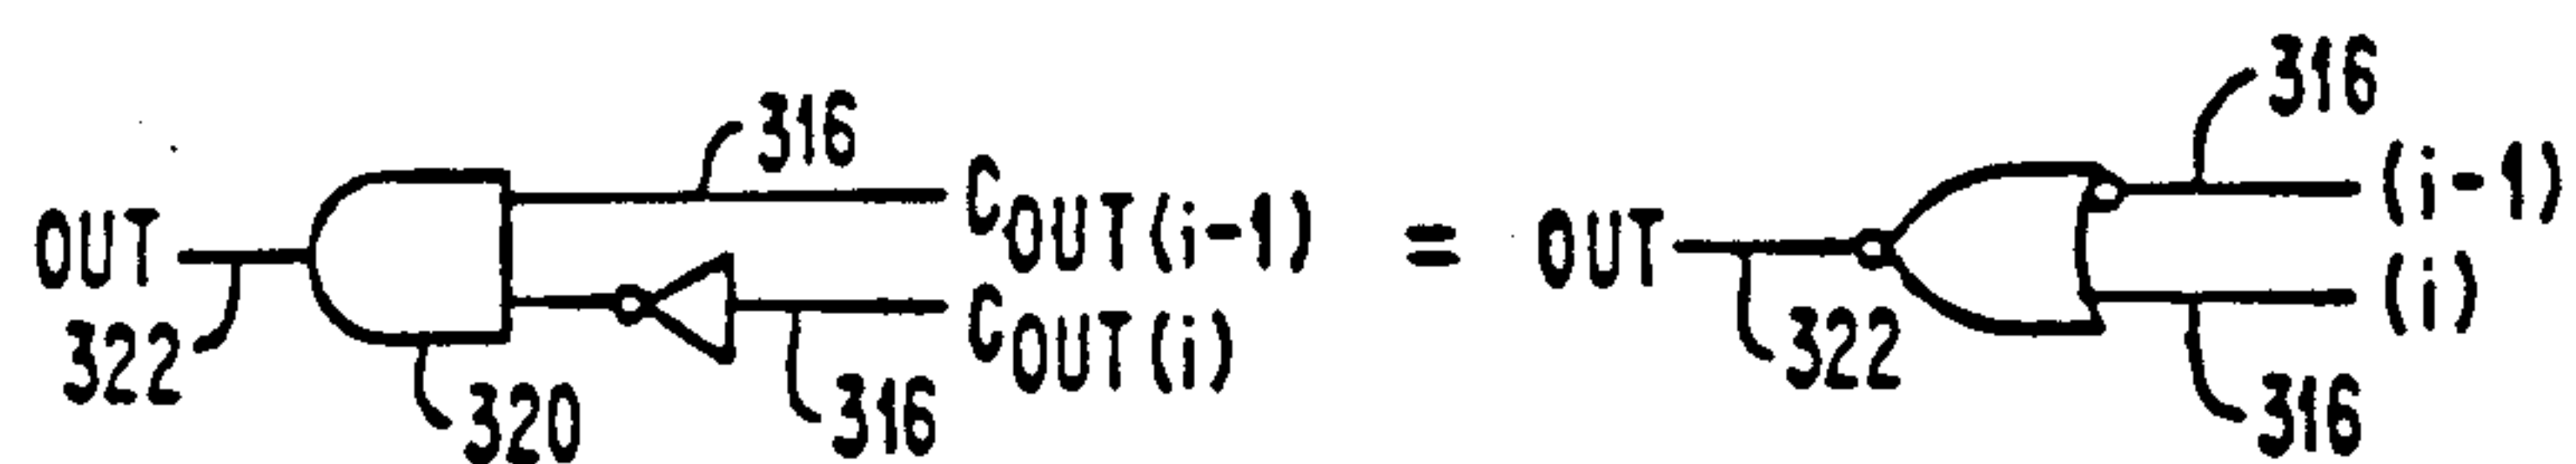 316
316
(i-1)
C_OUT(i-1)
OUT
=
OUT
(i)
322
C_OUT(i)
322
320
316
316